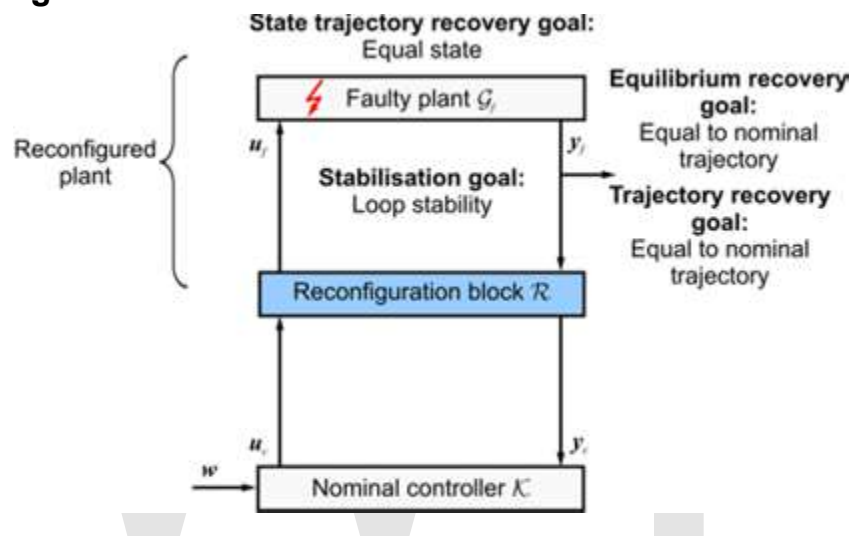 State trajectory recovery goal:
Equal state
Faulty plant 𝒢f
Equilibrium recovery
goal:
Equal to nominal
trajectory
Reconfigured
plant
uf
yf
Stabilisation goal:
Loop stability
Trajectory recovery
goal:
Equal to nominal
trajectory
Reconfiguration block ℛ
uc
yc
w
Nominal controller 𝒦